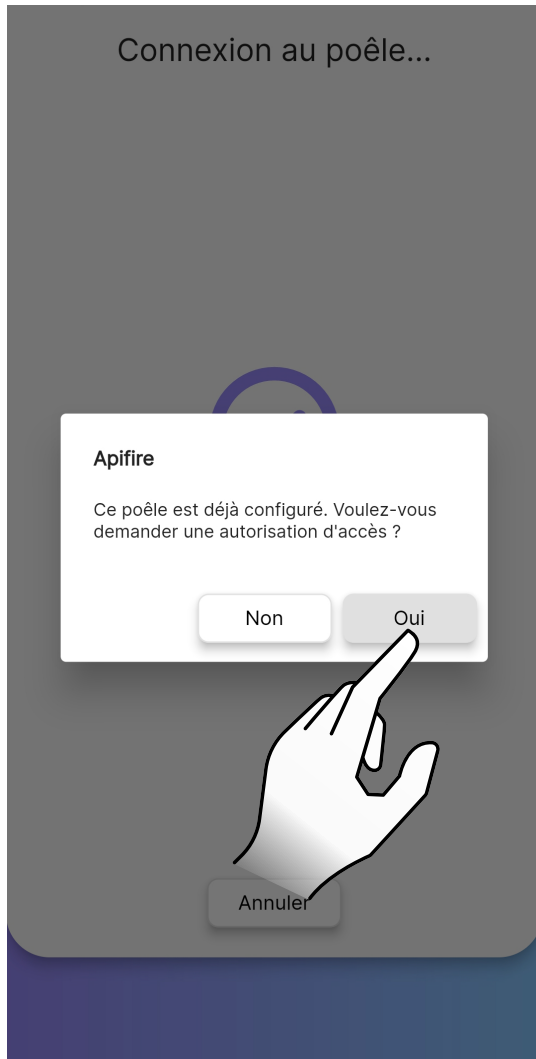 Connexion au poêle...
Apifire
Ce poêle est déjà configuré. Voulez-vous
demander une autorisation d'accès ?
Non
Oui
Annuler